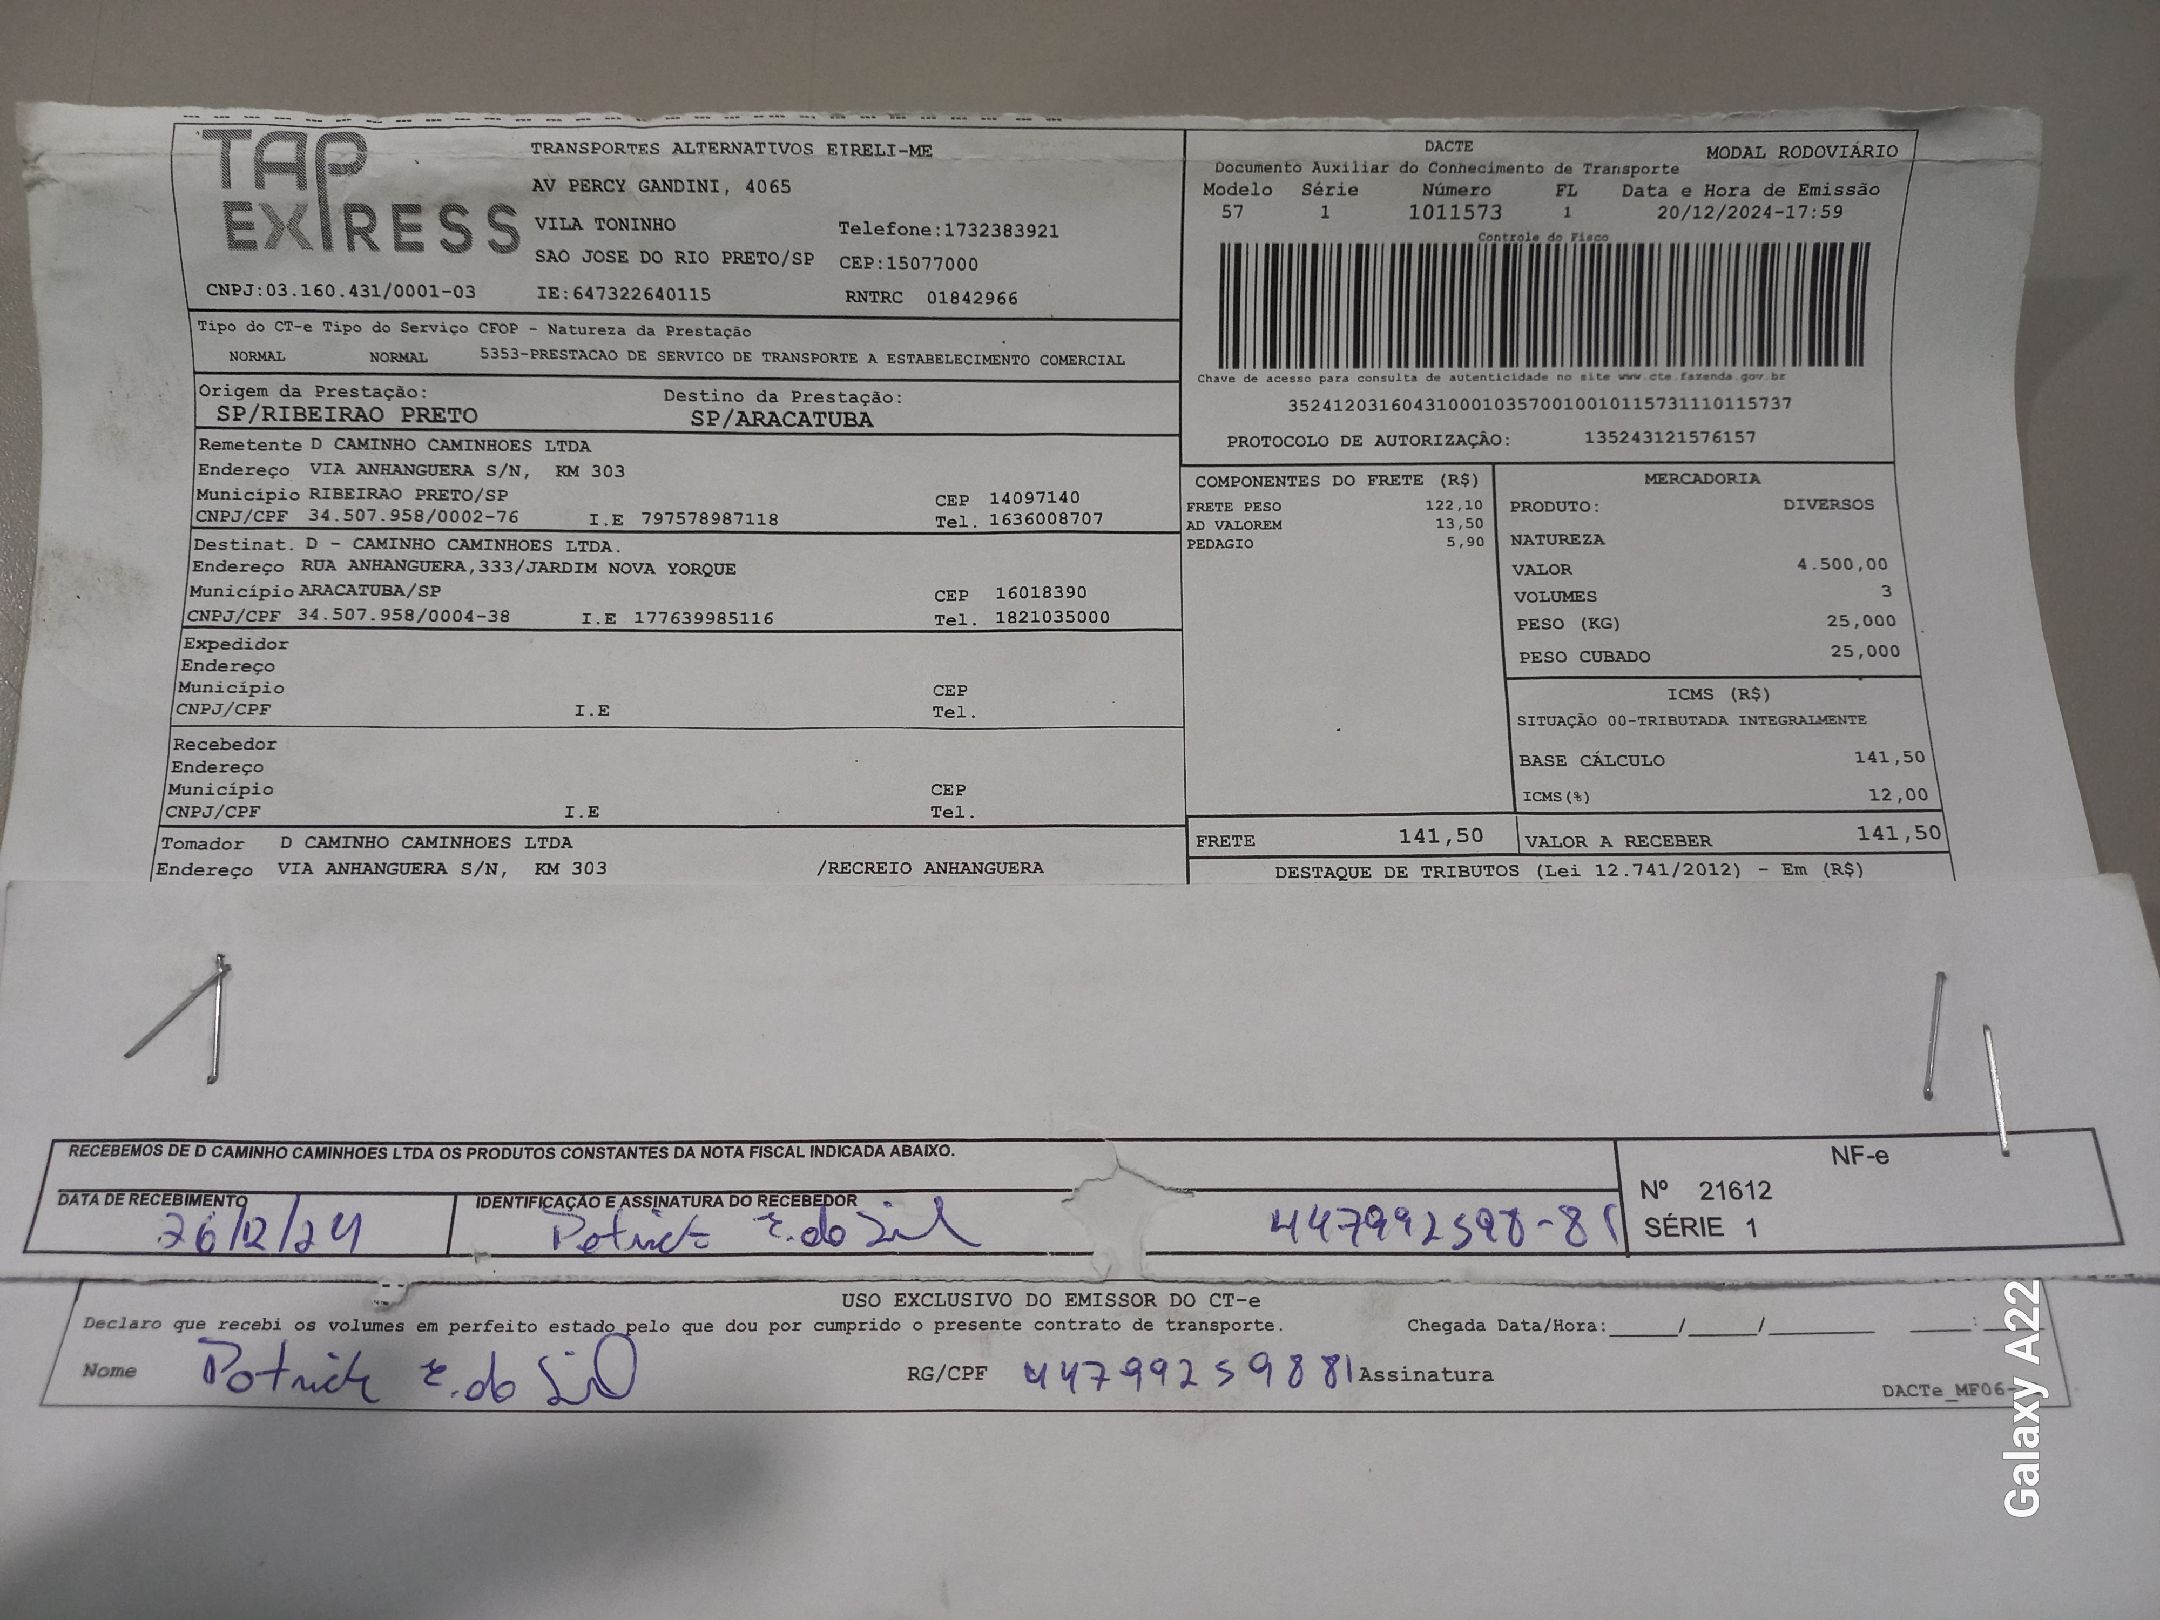 TAP EXPRESS
TRANSPORTES ALTERNATIVOS EIRELI-ME
AV PERCY GANDINI, 4065
VILA TONINHO Telefone:1732383921
SAO JOSE DO RIO PRETO/SP CEP:15077000
CNPJ:03.160.431/0001-03 IE:647322640115 RNTRC 01842966
DACTE
Documento Auxiliar do Conhecimento de Transporte MODAL RODOVIÁRIO
Modelo Série Número FL Data e Hora de Emissão
57 1 1011573 1 20/12/2024-17:59
Controle do Fisco
Chave de acesso para consulta de autenticidade no site www.cte.fazenda.gov.br
35241203160431000103570010010115731110115737
PROTOCOLO DE AUTORIZAÇÃO: 135243121576157
Tipo do CT-e Tipo do Serviço CFOP - Natureza da Prestação
NORMAL NORMAL 5353-PRESTACAO DE SERVICO DE TRANSPORTE A ESTABELECIMENTO COMERCIAL
Origem da Prestação: Destino da Prestação:
SP/RIBEIRAO PRETO SP/ARACATUBA
Remetente D CAMINHO CAMINHOES LTDA
Endereço VIA ANHANGUERA S/N, KM 303
Município RIBEIRAO PRETO/SP CEP 14097140
CNPJ/CPF 34.507.958/0002-76 I.E 797578987118 Tel. 1636008707
Destinat. D - CAMINHO CAMINHOES LTDA.
Endereço RUA ANHANGUERA,333/JARDIM NOVA YORQUE
Município ARACATUBA/SP CEP 16018390
CNPJ/CPF 34.507.958/0004-38 I.E 177639985116 Tel. 1821035000
Expedidor
Endereço
Município CEP
CNPJ/CPF I.E Tel.
Recebedor
Endereço
Município CEP
CNPJ/CPF I.E Tel.
Tomador D CAMINHO CAMINHOES LTDA
Endereço VIA ANHANGUERA S/N, KM 303 /RECREIO ANHANGUERA
COMPONENTES DO FRETE (R$)
FRETE PESO 122,10
AD VALOREM 13,50
PEDAGIO 5,90
MERCADORIA
PRODUTO: DIVERSOS
NATUREZA
VALOR 4.500,00
VOLUMES 3
PESO (KG) 25,000
PESO CUBADO 25,000
ICMS (R$)
SITUAÇÃO 00-TRIBUTADA INTEGRALMENTE
BASE CÁLCULO 141,50
ICMS(%) 12,00
FRETE 141,50 VALOR A RECEBER 141,50
DESTAQUE DE TRIBUTOS (Lei 12.741/2012) - Em (R$)
RECEBEMOS DE D CAMINHO CAMINHOES LTDA OS PRODUTOS CONSTANTES DA NOTA FISCAL INDICADA ABAIXO.
DATA DE RECEBIMENTO IDENTIFICAÇÃO E ASSINATURA DO RECEBEDOR
26/12/24 Patrick E. da Sil 447992598-81
NF-e
Nº 21612
SÉRIE 1
USO EXCLUSIVO DO EMISSOR DO CT-e
Declaro que recebi os volumes em perfeito estado pelo que dou por cumprido o presente contrato de transporte. Chegada Data/Hora:_____/_____/_________ ____:___
Nome Patrick E. da Sil RG/CPF 44799259881 Assinatura
DACTe_MF06-
Galaxy A22